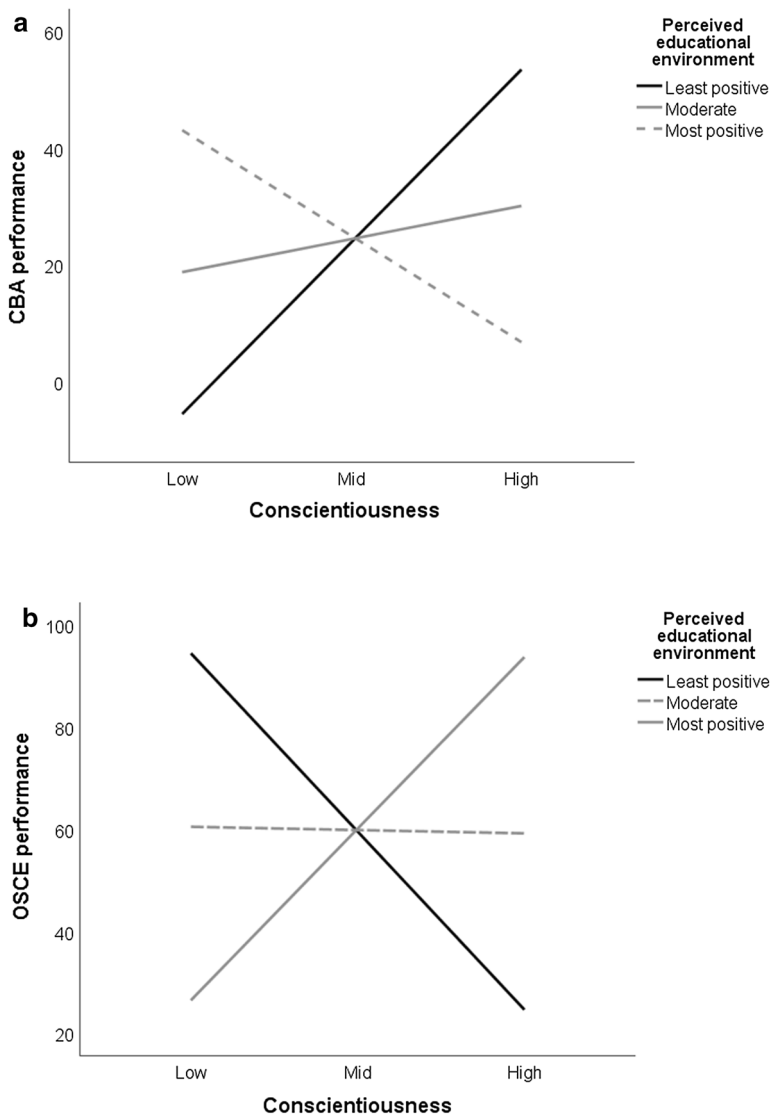 a
60
40
20
0
CBA performance
Low Mid High
Conscientiousness
Perceived
educational
environment
Least positive
Moderate
Most positive
b
100
80
60
40
20
OSCE performance
Low Mid High
Conscientiousness
Perceived
educational
environment
Least positive
Moderate
Most positive